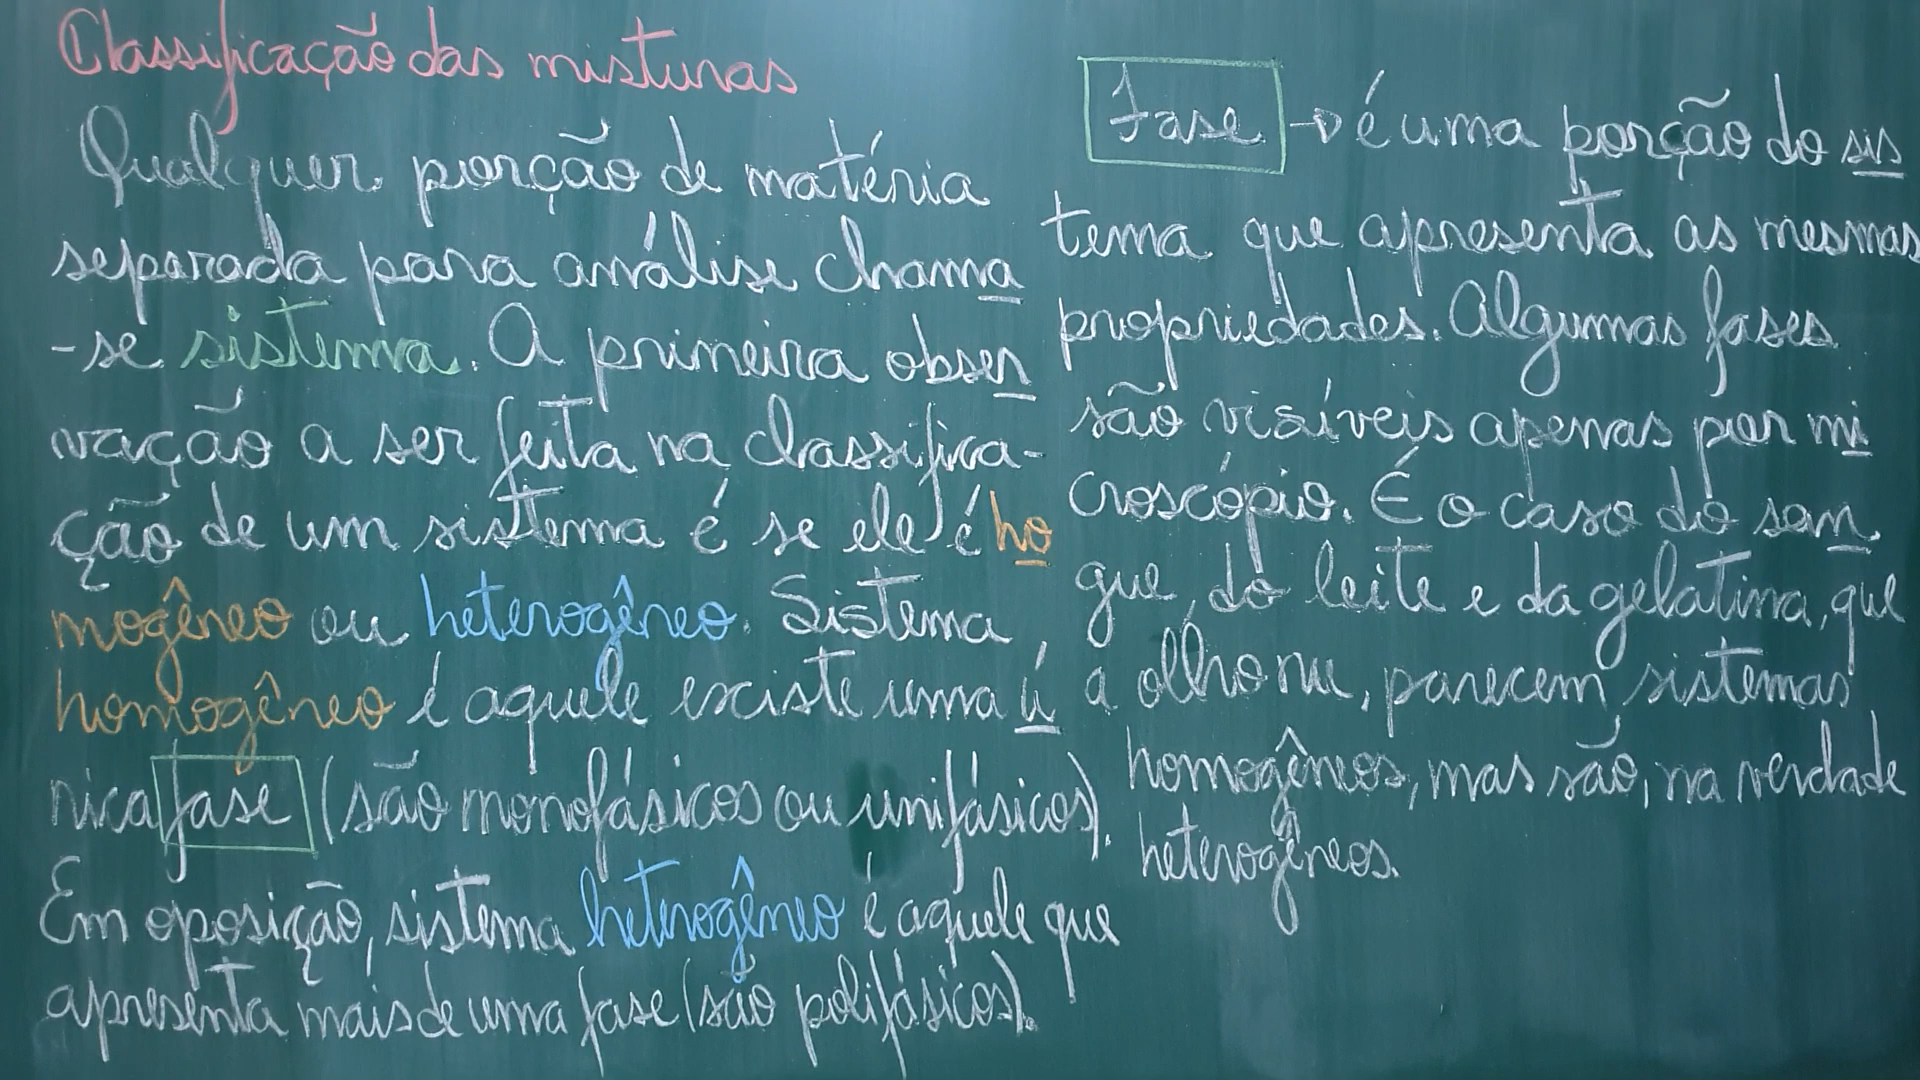 Classificação das misturas
Qualquer porção de matéria
separada para análise chama
-se sistema. A primeira obser
vação a ser feita na classifica-
ção de um sistema é se ele é ho
mogêneo ou heterogêneo. Sistema
homogêneo é aquele existe uma ú
nica fase (são monofásicos ou unifásicos).
Em oposição, sistema heterogêneo é aquele que
apresenta mais de uma fase (são polifásicos).
Fase → é uma porção do sis
tema que apresenta as mesmas
propriedades. Algumas fases
são visíveis apenas por mi
croscópio. É o caso do san
gue, do leite e da gelatina, que
a olho nu, parecem sistemas
homogêneos, mas são, na verdade
heterogêneos.